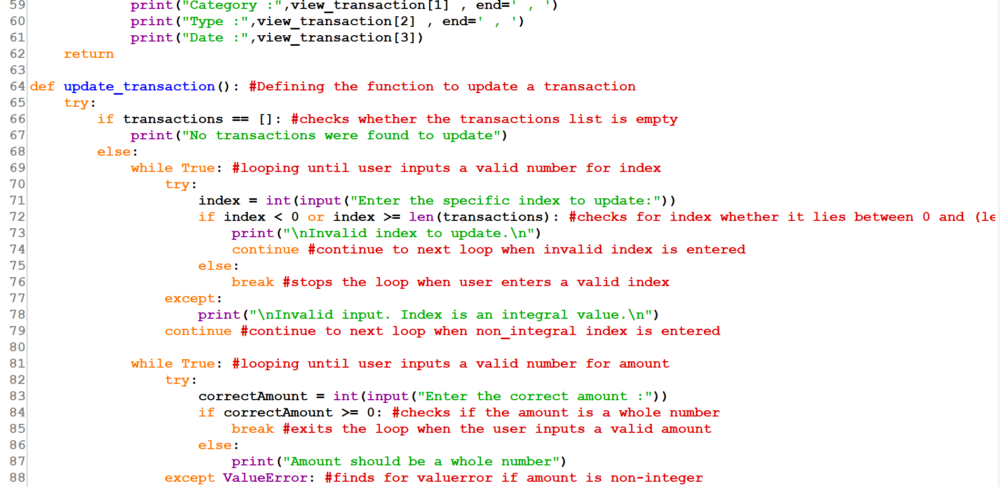 59 print("Category :",view_transaction[1] , end=' , ')
60 print("Type :",view_transaction[2] , end=' , ')
61 print("Date :",view_transaction[3])
62 return
63
64 def update_transaction(): #Defining the function to update a transaction
65 try:
66 if transactions == []: #checks whether the transactions list is empty
67 print("No transactions were found to update")
68 else:
69 while True: #looping until user inputs a valid number for index
70 try:
71 index = int(input("Enter the specific index to update:"))
72 if index < 0 or index >= len(transactions): #checks for index whether it lies between 0 and (le
73 print("\nInvalid index to update.\n")
74 continue #continue to next loop when invalid index is entered
75 else:
76 break #stops the loop when user enters a valid index
77 except:
78 print("\nInvalid input. Index is an integral value.\n")
79 continue #continue to next loop when non_integral index is entered
80
81 while True: #looping until user inputs a valid number for amount
82 try:
83 correctAmount = int(input("Enter the correct amount :"))
84 if correctAmount >= 0: #checks if the amount is a whole number
85 break #exits the loop when the user inputs a valid amount
86 else:
87 print("Amount should be a whole number")
88 except ValueError: #finds for valuerror if amount is non-integer